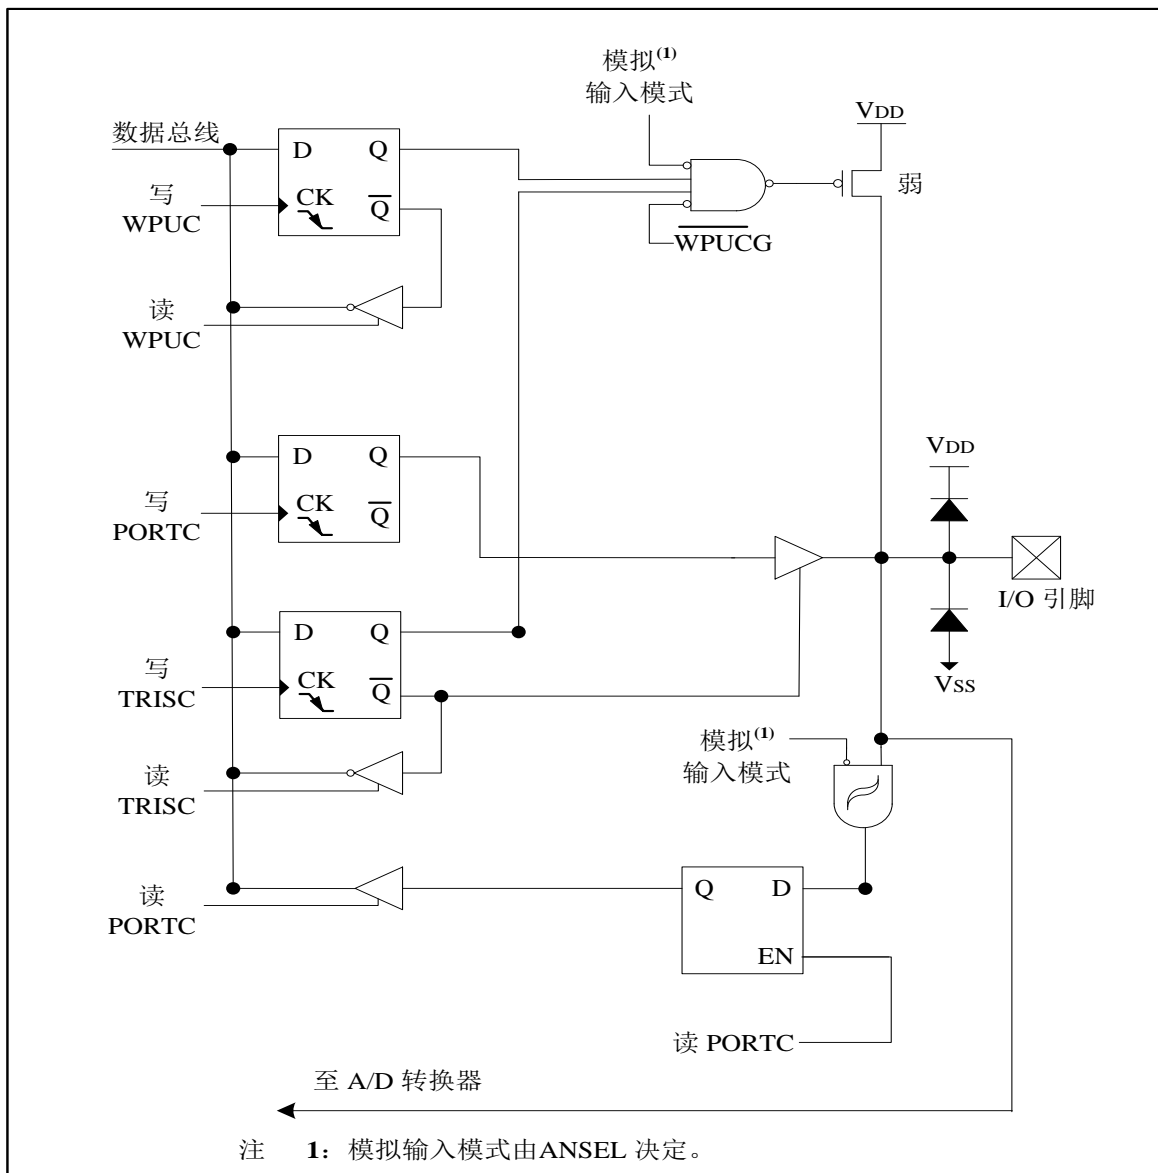 模拟(1)
输入模式
VDD
数据总线
D Q
弱
写
WPUC
CK Q
WPUCG
读
WPUC
D Q
VDD
写
PORTC
CK Q
I/O 引脚
D Q
写
TRISC
CK Q
VSS
模拟(1)
输入模式
读
TRISC
读
PORTC
Q D
EN
读 PORTC
至 A/D 转换器
注 1：模拟输入模式由ANSEL 决定。